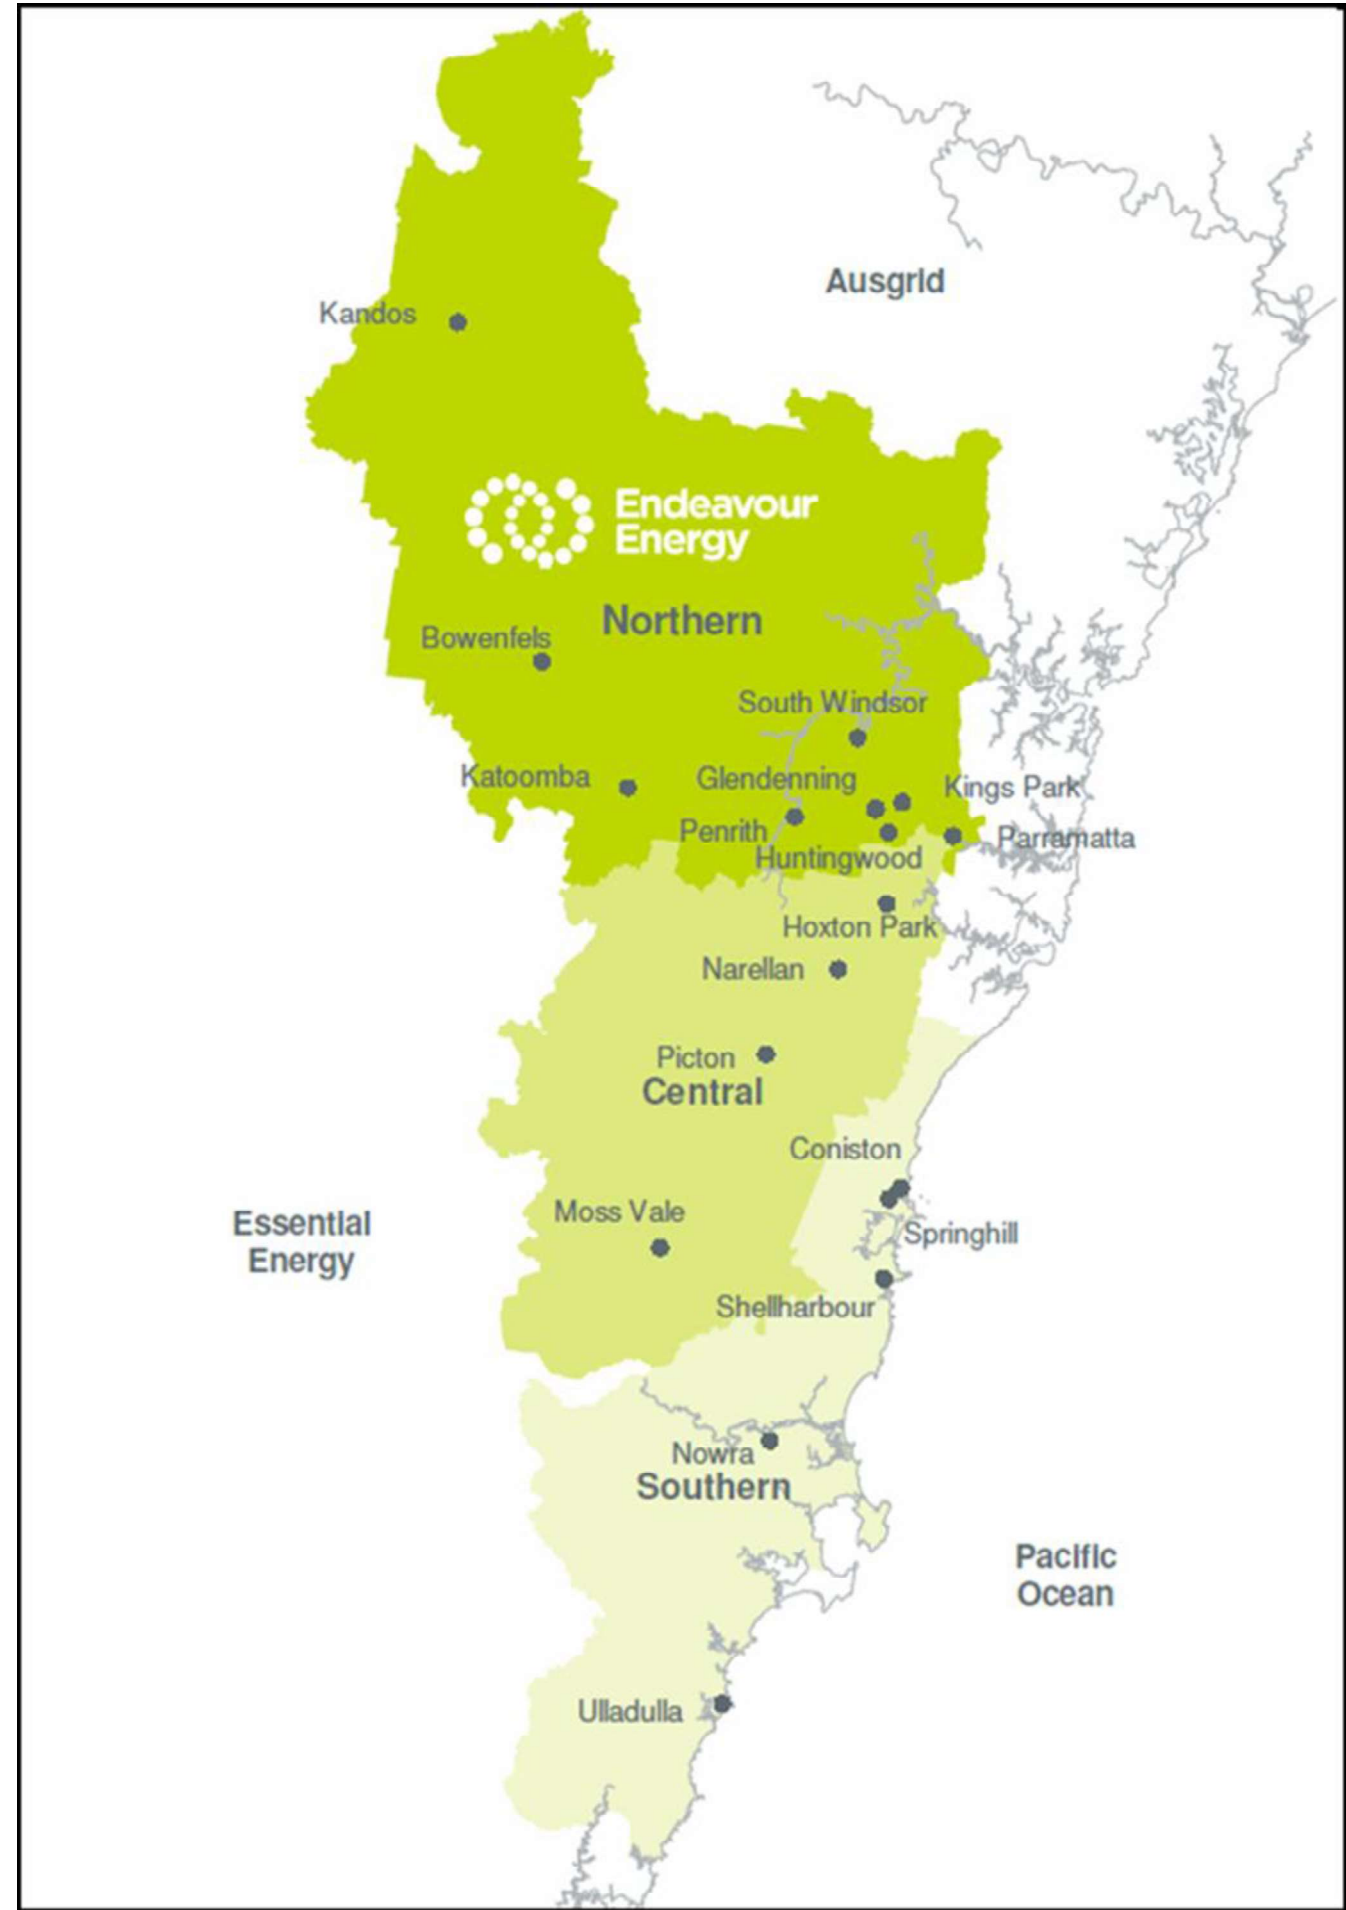 Ausgrid
Kandos
Endeavour
Energy
Northern
Bowenfels
South Windsor
Katoomba
Glendenning
Kings Park
Penrith
Parramatta
Huntingwood
Hoxton Park
Narellan
Picton
Central
Coniston
Moss Vale
Essential
Energy
Springhill
Shellharbour
Nowra
Southern
Pacific
Ocean
Ulladulla